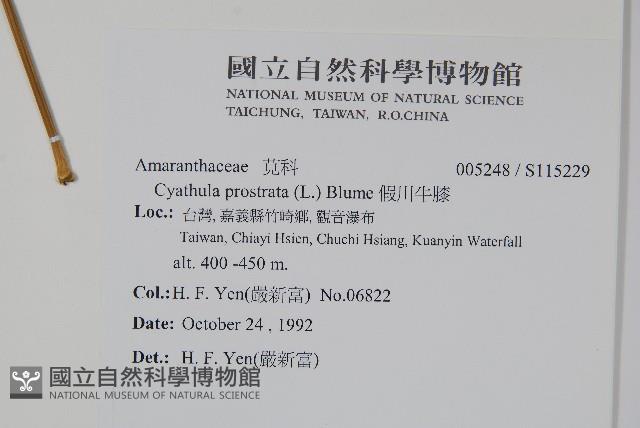 國立自然科學博物館
NATIONAL MUSEUM OF NATURAL SCIENCE
TAICHUNG, TAIWAN, R.O.CHINA
Amaranthaceae 莧科 005248 / S115229
Cyathula prostrata (L.) Blume 假川牛膝
Loc.: 台灣, 嘉義縣竹崎鄉, 觀音瀑布
Taiwan, Chiayi Hsien, Chuchi Hsiang, Kuanyin Waterfall
alt. 400 -450 m.
Col.: H. F. Yen(嚴新富) No.06822
Date: October 24 , 1992
Det.: H. F. Yen(嚴新富)
國立自然科學博物館
NATIONAL MUSEUM OF NATURAL SCIENCE